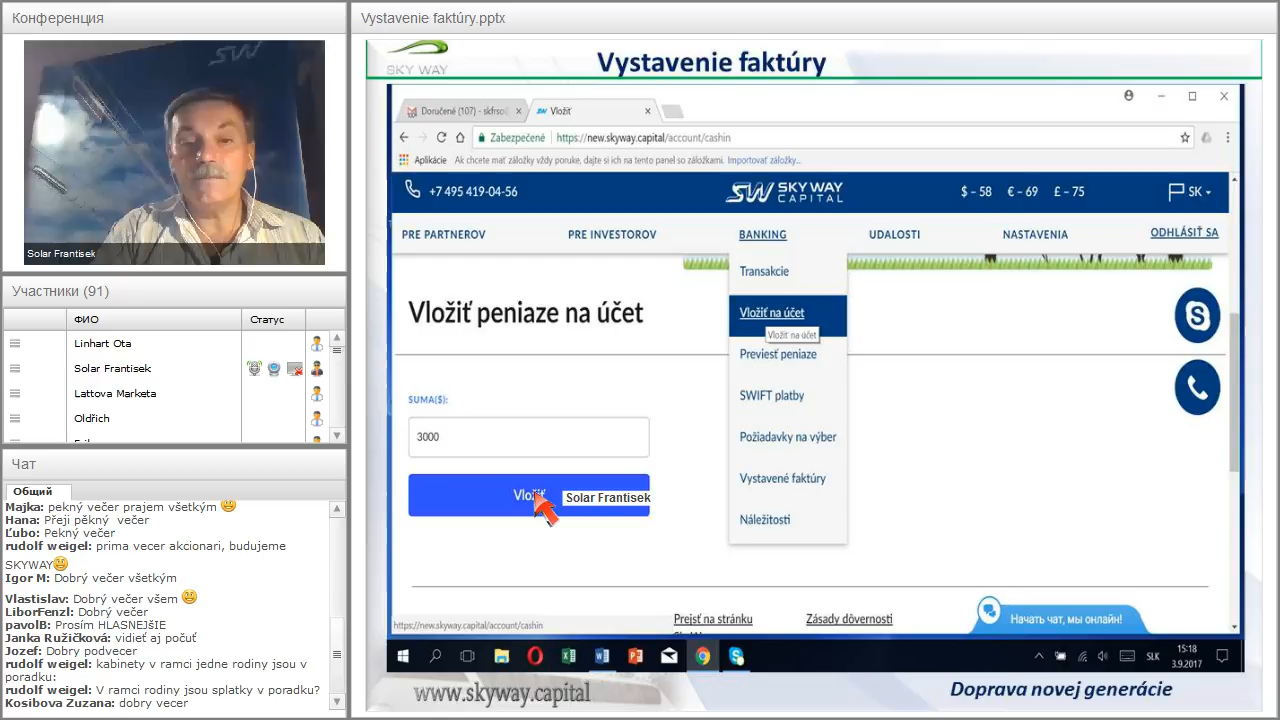 Конференция
Solar Frantisek
Участники (91)
ФИО
Статус
Linhart Ota
Solar Frantisek
Lattova Marketa
Oldřich
Чат
Общий
Majka: pekný večer prajem všetkým
Hana: Přeji pěkný večer
Ľubo: Pekný večer
rudolf weigel: prima vecer akcionari, budujeme
SKYWAY
Igor M: Dobrý večer všetkým
Vlastislav: Dobrý večer všem
LiborFenzl: Dobrý večer
pavolB: Prosím HLASNEJŠIE
Janka Ružičková: vidieť aj počuť
Jozef: Dobry podvecer
rudolf weigel: kabinety v ramci jedne rodiny jsou v
poradku:
rudolf weigel: V ramci rodiny jsou splatky v poradku?
Kosibova Zuzana: dobry vecer
Vystavenie faktúry.pptx
SKY WAY
Vystavenie faktúry
Doručené (107) - skfrso
Vložiť
Zabezpečené
https://new.skyway.capital/account/cashin
Aplikácie
Ak chcete mať záložky vždy poruke, dajte si ich na tento panel so záložkami.
Importovať záložky...
+7 495 419-04-56
SW SKY WAY
CAPITAL
$ - 58
€ - 69
£ - 75
SK
PRE PARTNEROV
PRE INVESTOROV
BANKING
UDALOSTI
NASTAVENIA
ODHLÁSIŤ SA
Transakcie
Vložiť na účet
Vložiť na účet
Previesť peniaze
SWIFT platby
Požiadavky na výber
Vystavené faktúry
Náležitosti
Vložiť peniaze na účet
SUMA($):
3000
Vložiť
Solar Frantisek
Prejsť na stránku
Zásady dôvernosti
Начать чат, мы онлайн!
https://new.skyway.capital/account/cashin
SLK
15:18
3.9.2017
www.skyway.capital
Doprava novej generácie